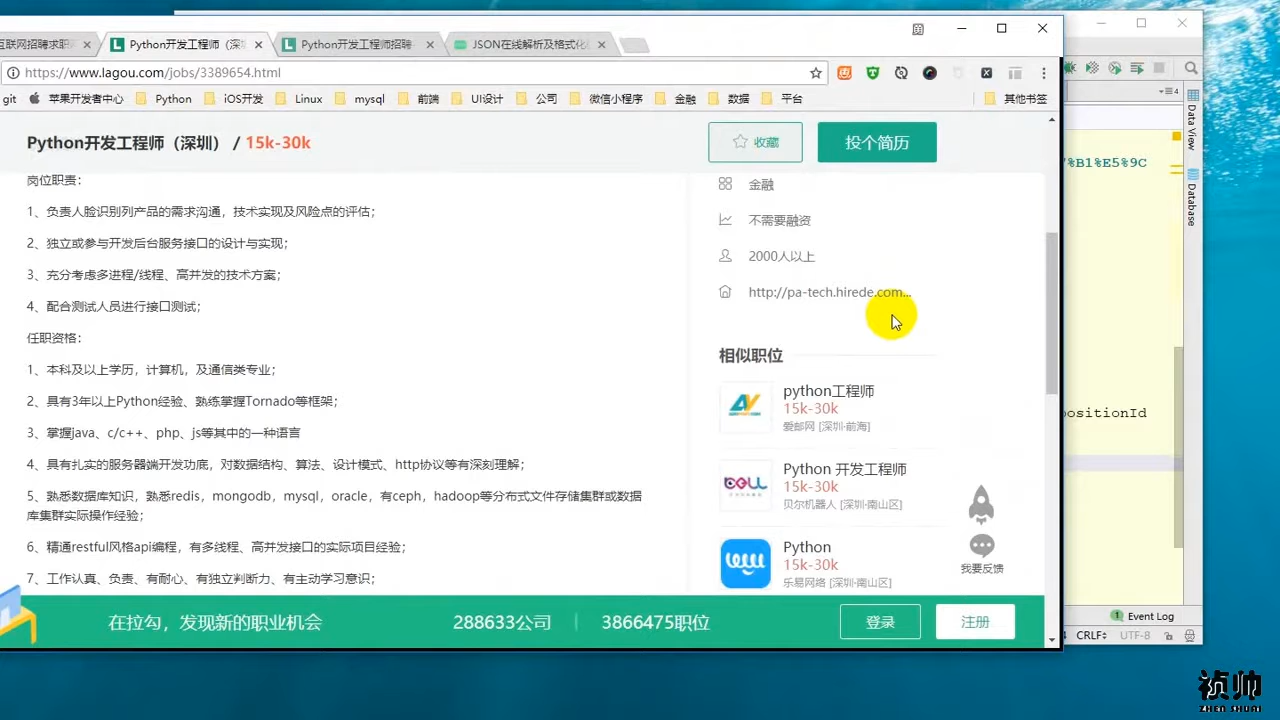 互联网招聘求职
Python开发工程师（深
Python开发工程师招聘
JSON在线解析及格式化
https://www.lagou.com/jobs/3389654.html
git
苹果开发者中心
Python
iOS开发
Linux
mysql
前端
UI设计
公司
微信小程序
金融
数据
平台
其他书签
Python开发工程师（深圳） / 15k-30k
收藏
投个简历
岗位职责:
1、负责人脸识别列产品的需求沟通，技术实现及风险点的评估;
2、独立或参与开发后台服务接口的设计与实现;
3、充分考虑多进程/线程、高并发的技术方案;
4、配合测试人员进行接口测试;
任职资格:
1、本科及以上学历，计算机，及通信类专业;
2、具有3年以上Python经验、熟练掌握Tornado等框架;
3、掌握java、c/c++、php、js等其中的一种语言
4、具有扎实的服务器端开发功底，对数据结构、算法、设计模式、http协议等有深刻理解;
5、熟悉数据库知识，熟悉redis，mongodb，mysql，oracle，有ceph，hadoop等分布式文件存储集群或数据
库集群实际操作经验;
6、精通restful风格api编程，有多线程、高并发接口的实际项目经验;
7、工作认真、负责、有耐心、有独立判断力、有主动学习意识;
金融
不需要融资
2000人以上
http://pa-tech.hirede.com...
相似职位
python工程师
15k-30k
爱邮网 [深圳·前海]
Python 开发工程师
15k-30k
贝尔机器人 [深圳·南山区]
Python
15k-30k
乐易网络 [深圳·南山区]
我要反馈
在拉勾，发现新的职业机会
288633公司
3866475职位
登录
注册
%B1%E5%9C
ositionId
Data View
Database
1 Event Log
CRLF
UTF-8
祯帅
ZHEN SHUAI